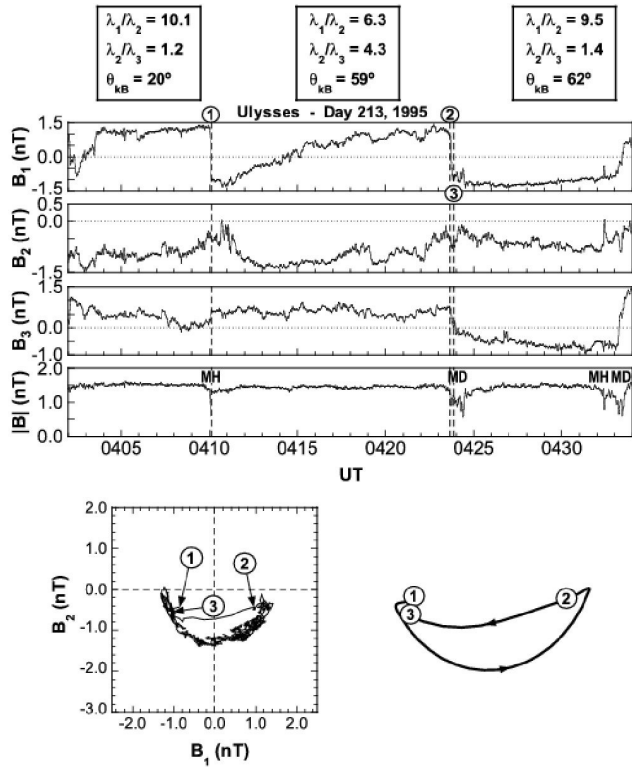 λ1/λ2 = 10.1
λ2/λ3 = 1.2
θkB = 20º
λ1/λ2 = 6.3
λ2/λ3 = 4.3
θkB = 59º
λ1/λ2 = 9.5
λ2/λ3 = 1.4
θkB = 62º
1 Ulysses - Day 213, 1995 2
B1 (nT)
1.5
0.0
1.5
3
B2 (nT)
0.5
0.0
-1.5
B3 (nT)
1.5
0.0
-1.0
|B| (nT)
2.0
1.0
0.0
MH MD MH MD
0405 0410 0415 0420 0425 0430
UT
B2 (nT)
2.0
1.0
0.0
-1.0
-2.0
-3.0
1 2
3
-2.0 -1.0 0.0 1.0 2.0
B1 (nT)
1 2
3